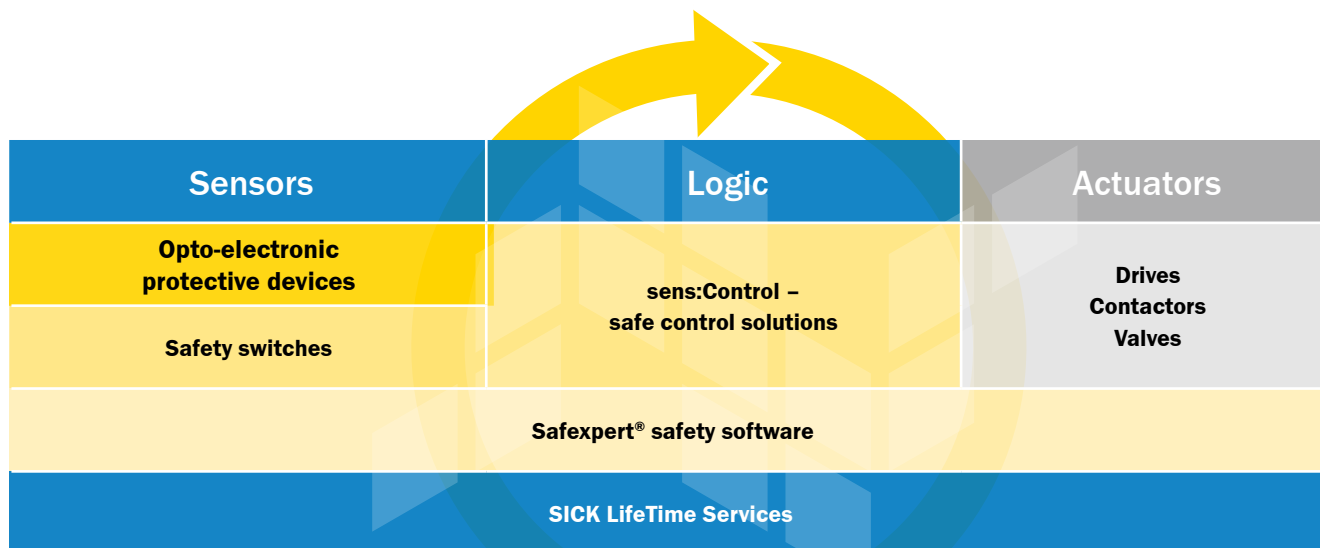 Sensors
Logic
Actuators
Opto-electronic
protective devices
Safety switches
sens:Control –
safe control solutions
Drives
Contactors
Valves
Safexpert® safety software
SICK LifeTime Services